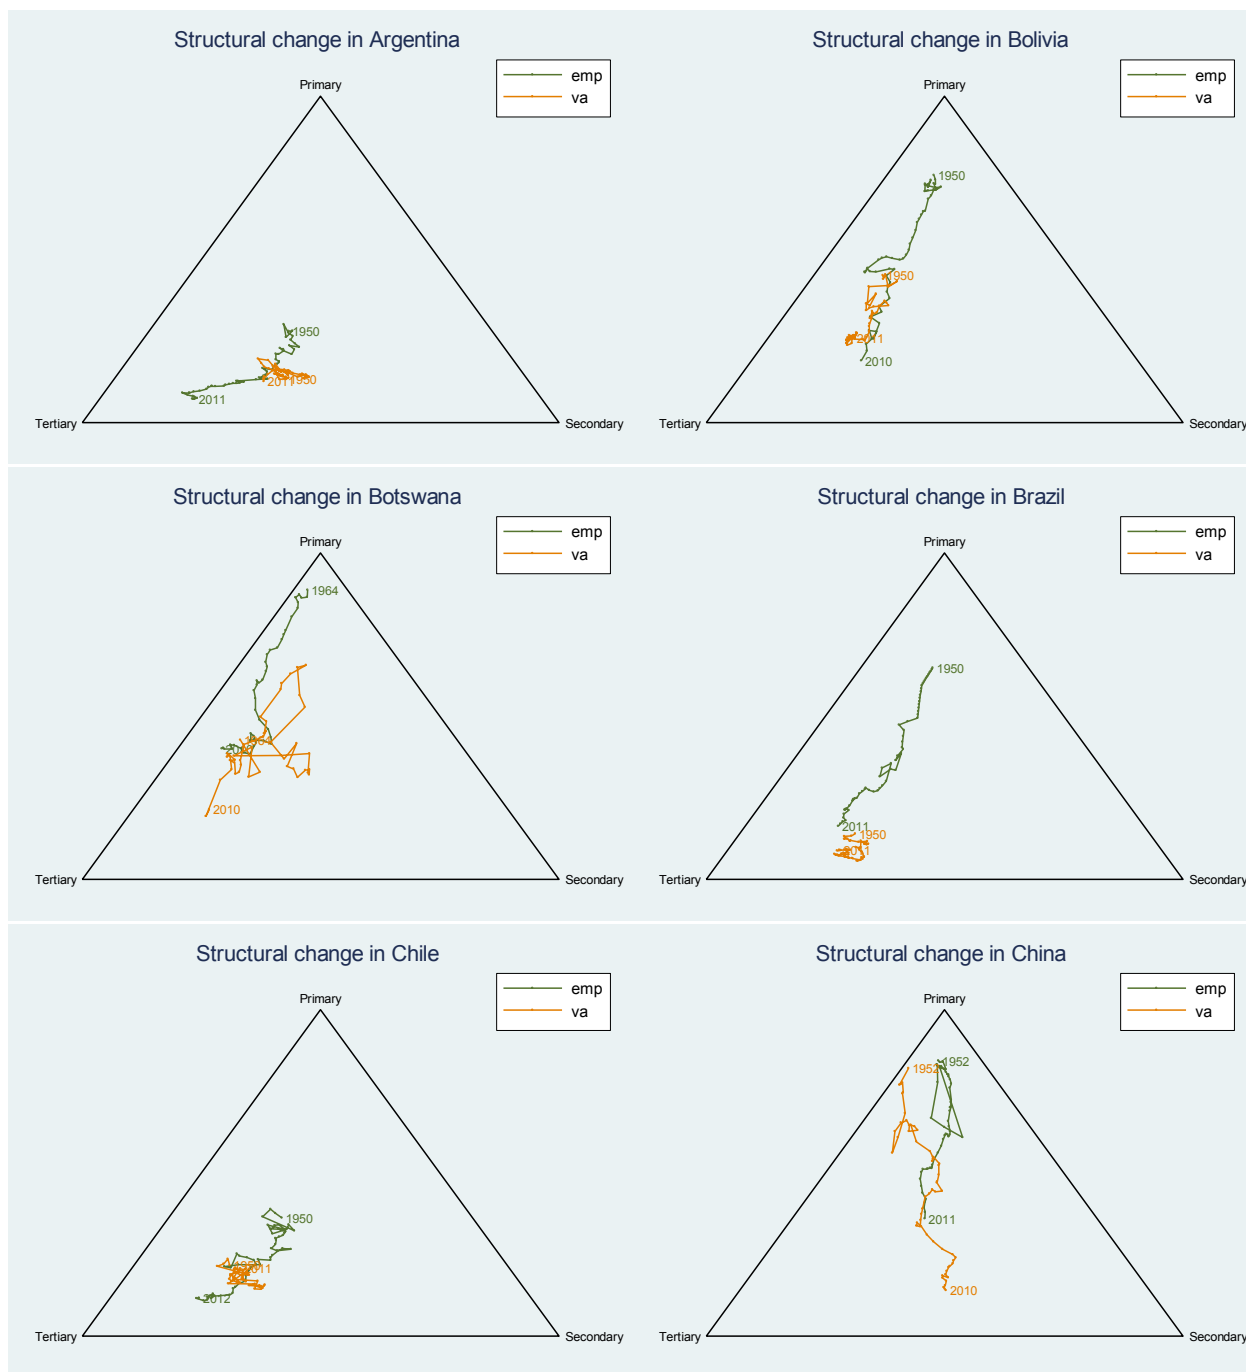 Structural change in Argentina
emp
va
Primary
1950
1950
2011
2011
Tertiary
Secondary
Structural change in Bolivia
emp
va
Primary
1950
1950
2011
2010
Tertiary
Secondary
Structural change in Botswana
emp
va
Primary
1964
1964
2010
2010
Tertiary
Secondary
Structural change in Brazil
emp
va
Primary
1950
2011
1950
2011
Tertiary
Secondary
Structural change in Chile
emp
va
Primary
1950
2011
2012
Tertiary
Secondary
Structural change in China
emp
va
Primary
1952
1952
2011
2010
Tertiary
Secondary